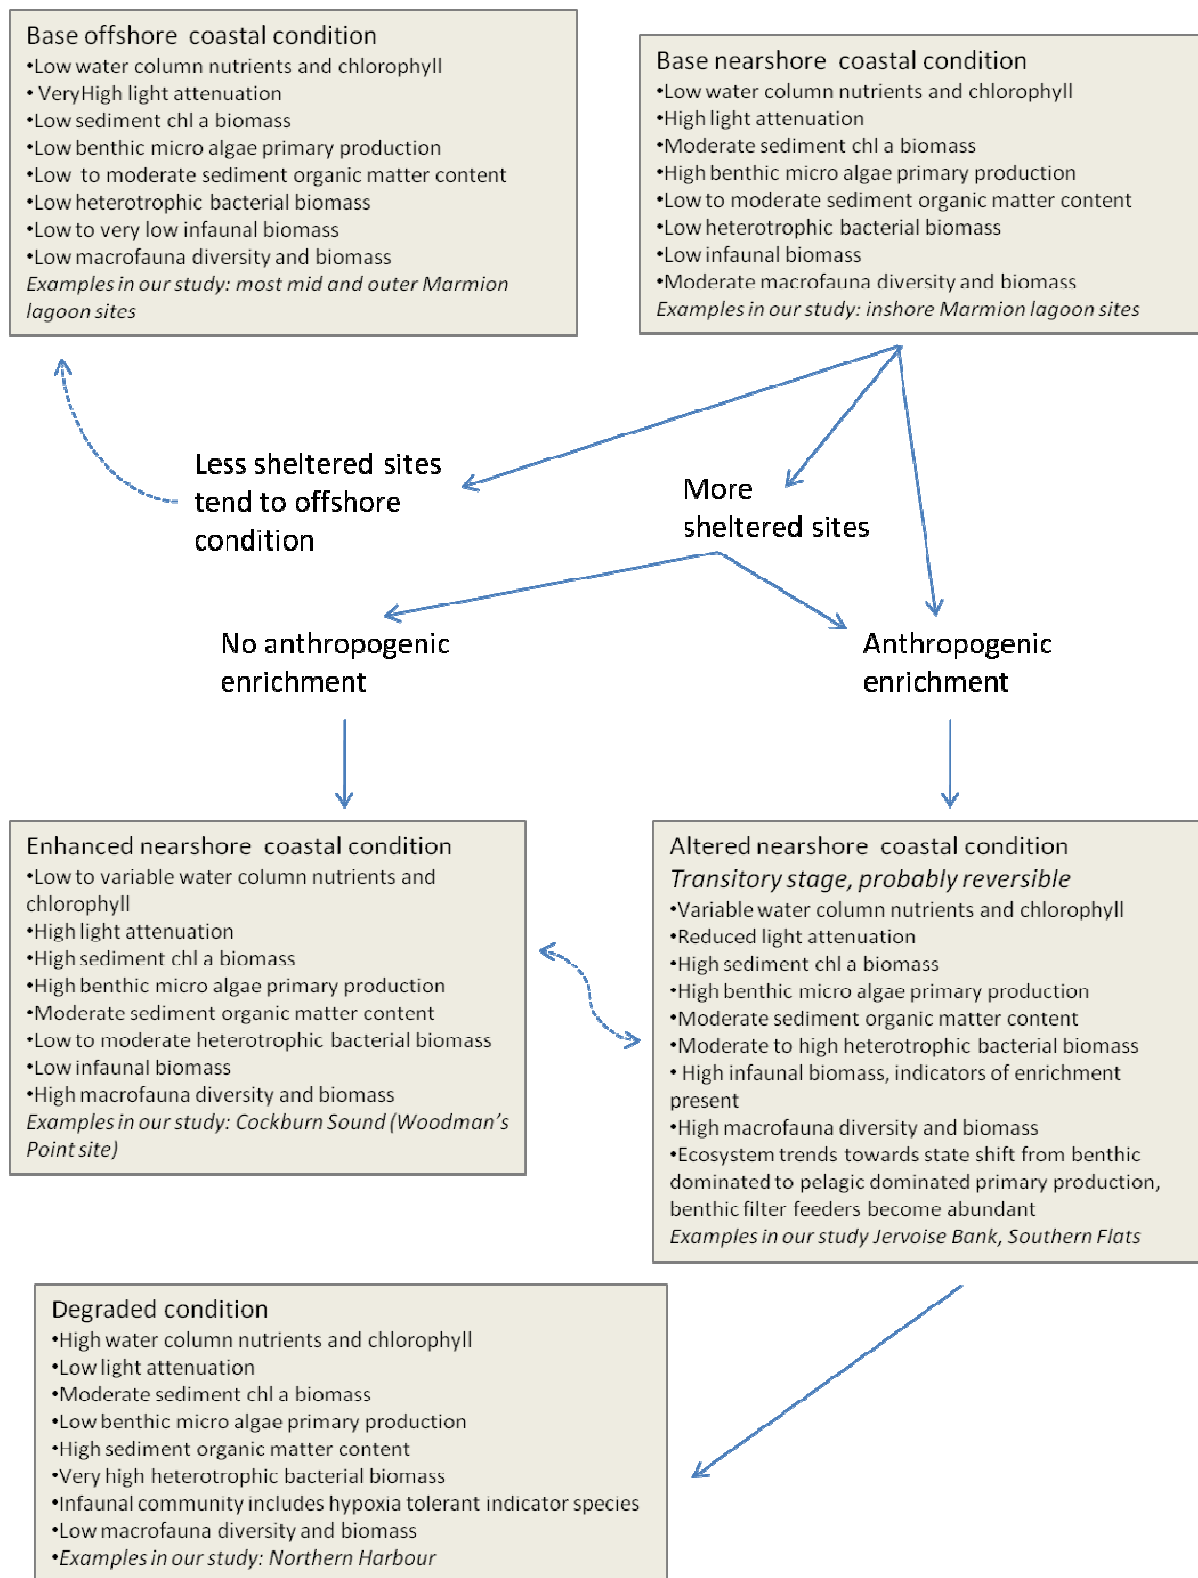 Base offshore coastal condition
•Low water column nutrients and chlorophyll
• VeryHigh light attenuation
•Low sediment chl a biomass
•Low benthic micro algae primary production
•Low to moderate sediment organic matter content
•Low heterotrophic bacterial biomass
•Low to very low infaunal biomass
•Low macrofauna diversity and biomass
Examples in our study: most mid and outer Marmion
lagoon sites
Base nearshore coastal condition
•Low water column nutrients and chlorophyll
•High light attenuation
•Moderate sediment chl a biomass
•High benthic micro algae primary production
•Low to moderate sediment organic matter content
•Low heterotrophic bacterial biomass
•Low infaunal biomass
•Moderate macrofauna diversity and biomass
Examples in our study: inshore Marmion lagoon sites
Less sheltered sites
tend to offshore
condition
More
sheltered sites
No anthropogenic
enrichment
Anthropogenic
enrichment
Enhanced nearshore coastal condition
•Low to variable water column nutrients and
chlorophyll
•High light attenuation
•High sediment chl a biomass
•High benthic micro algae primary production
•Moderate sediment organic matter content
•Low to moderate heterotrophic bacterial biomass
•Low infaunal biomass
•High macrofauna diversity and biomass
Examples in our study: Cockburn Sound (Woodman's
Point site)
Altered nearshore coastal condition
Transitory stage, probably reversible
•Variable water column nutrients and chlorophyll
•Reduced light attenuation
•High sediment chl a biomass
•High benthic micro algae primary production
•Moderate sediment organic matter content
•Moderate to high heterotrophic bacterial biomass
• High infaunal biomass, indicators of enrichment
present
•High macrofauna diversity and biomass
•Ecosystem trends towards state shift from benthic
dominated to pelagic dominated primary production,
benthic filter feeders become abundant
Examples in our study Jervoise Bank, Southern Flats
Degraded condition
•High water column nutrients and chlorophyll
•Low light attenuation
•Moderate sediment chl a biomass
•Low benthic micro algae primary production
•High sediment organic matter content
•Very high heterotrophic bacterial biomass
•Infaunal community includes hypoxia tolerant indicator species
•Low macrofauna diversity and biomass
•Examples in our study: Northern Harbour